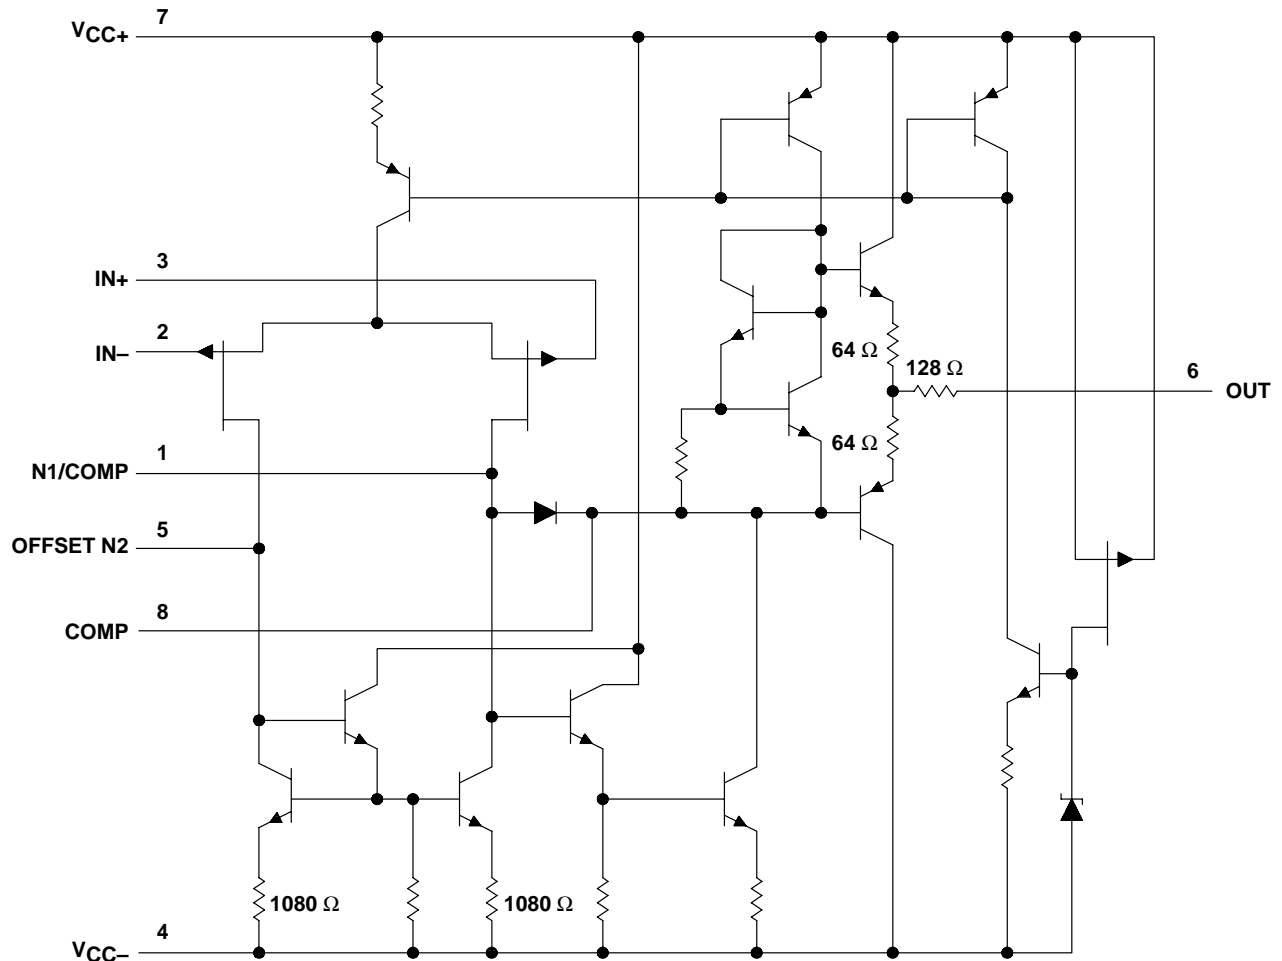 7
VCC+
3
IN+
2
IN–
64 Ω
128 Ω
6
OUT
64 Ω
1
N1/COMP
5
OFFSET N2
8
COMP
1080 Ω
1080 Ω
4
VCC–